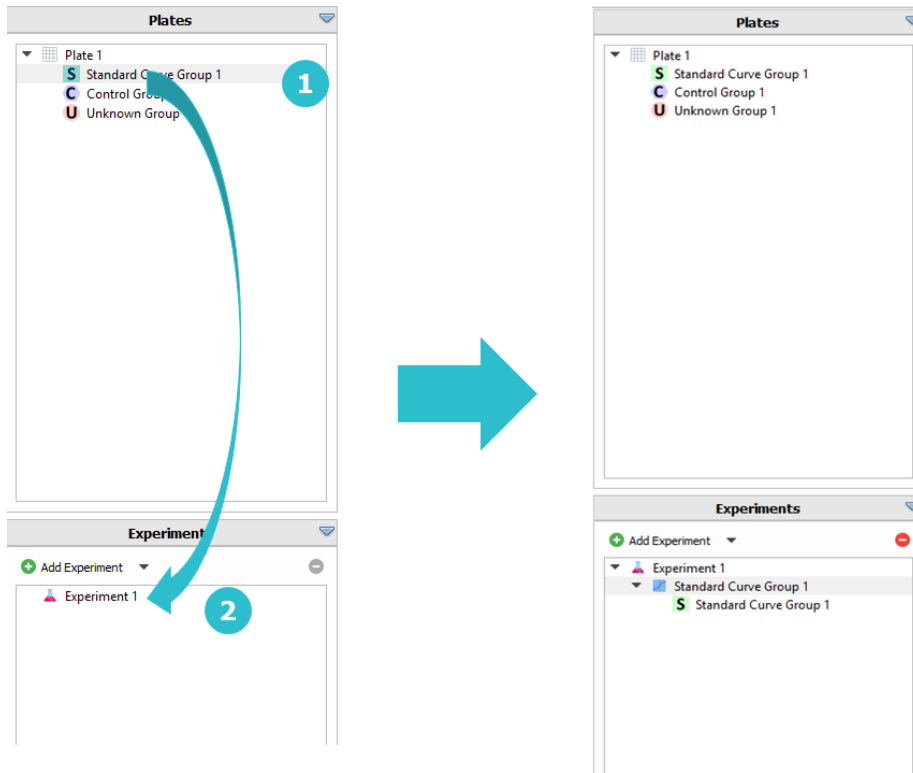 Plates
Plate 1
S Standard Curve Group 1
C Control Grou
U Unknown Group
1
Experiment
Add Experiment
Experiment 1
2
Plates
Plate 1
S Standard Curve Group 1
C Control Group 1
U Unknown Group 1
Experiments
Add Experiment
Experiment 1
Standard Curve Group 1
S Standard Curve Group 1